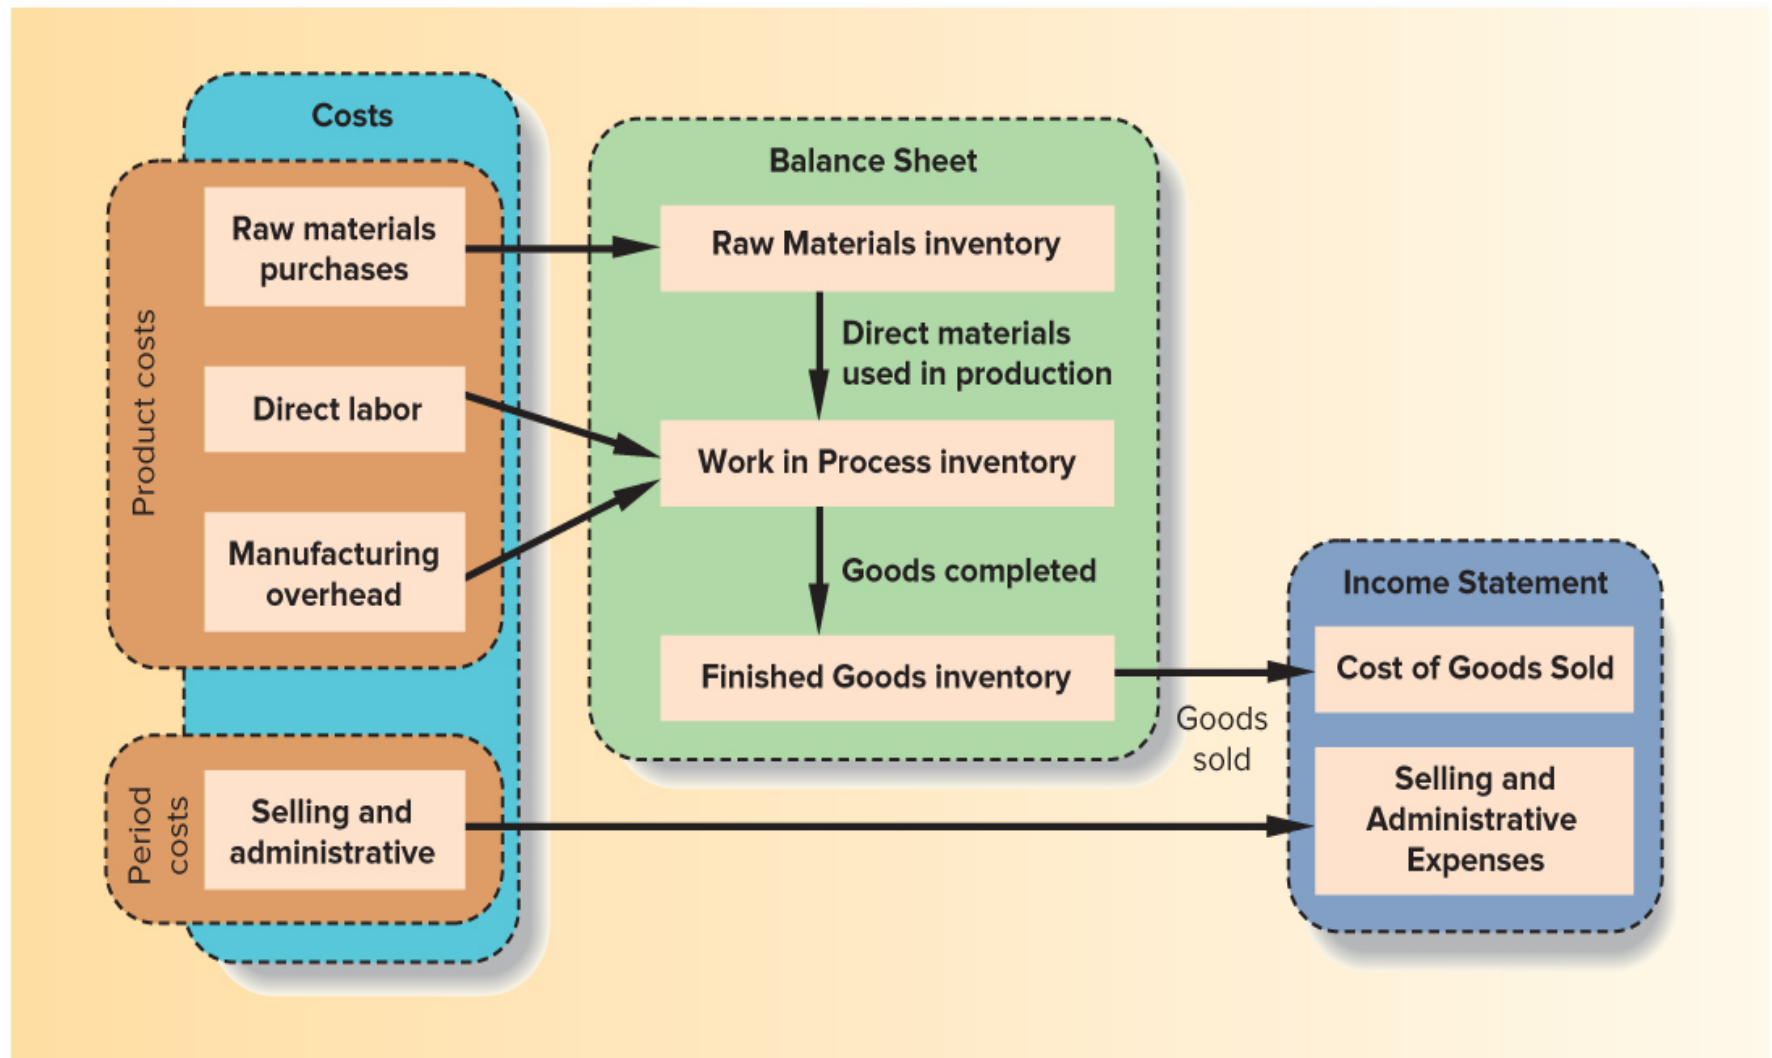 Costs
Product costs
Raw materials
purchases
Direct labor
Manufacturing
overhead
Period
costs
Selling and
administrative
Balance Sheet
Raw Materials inventory
Direct materials
used in production
Work in Process inventory
Goods completed
Finished Goods inventory
Goods
sold
Income Statement
Cost of Goods Sold
Selling and
Administrative
Expenses